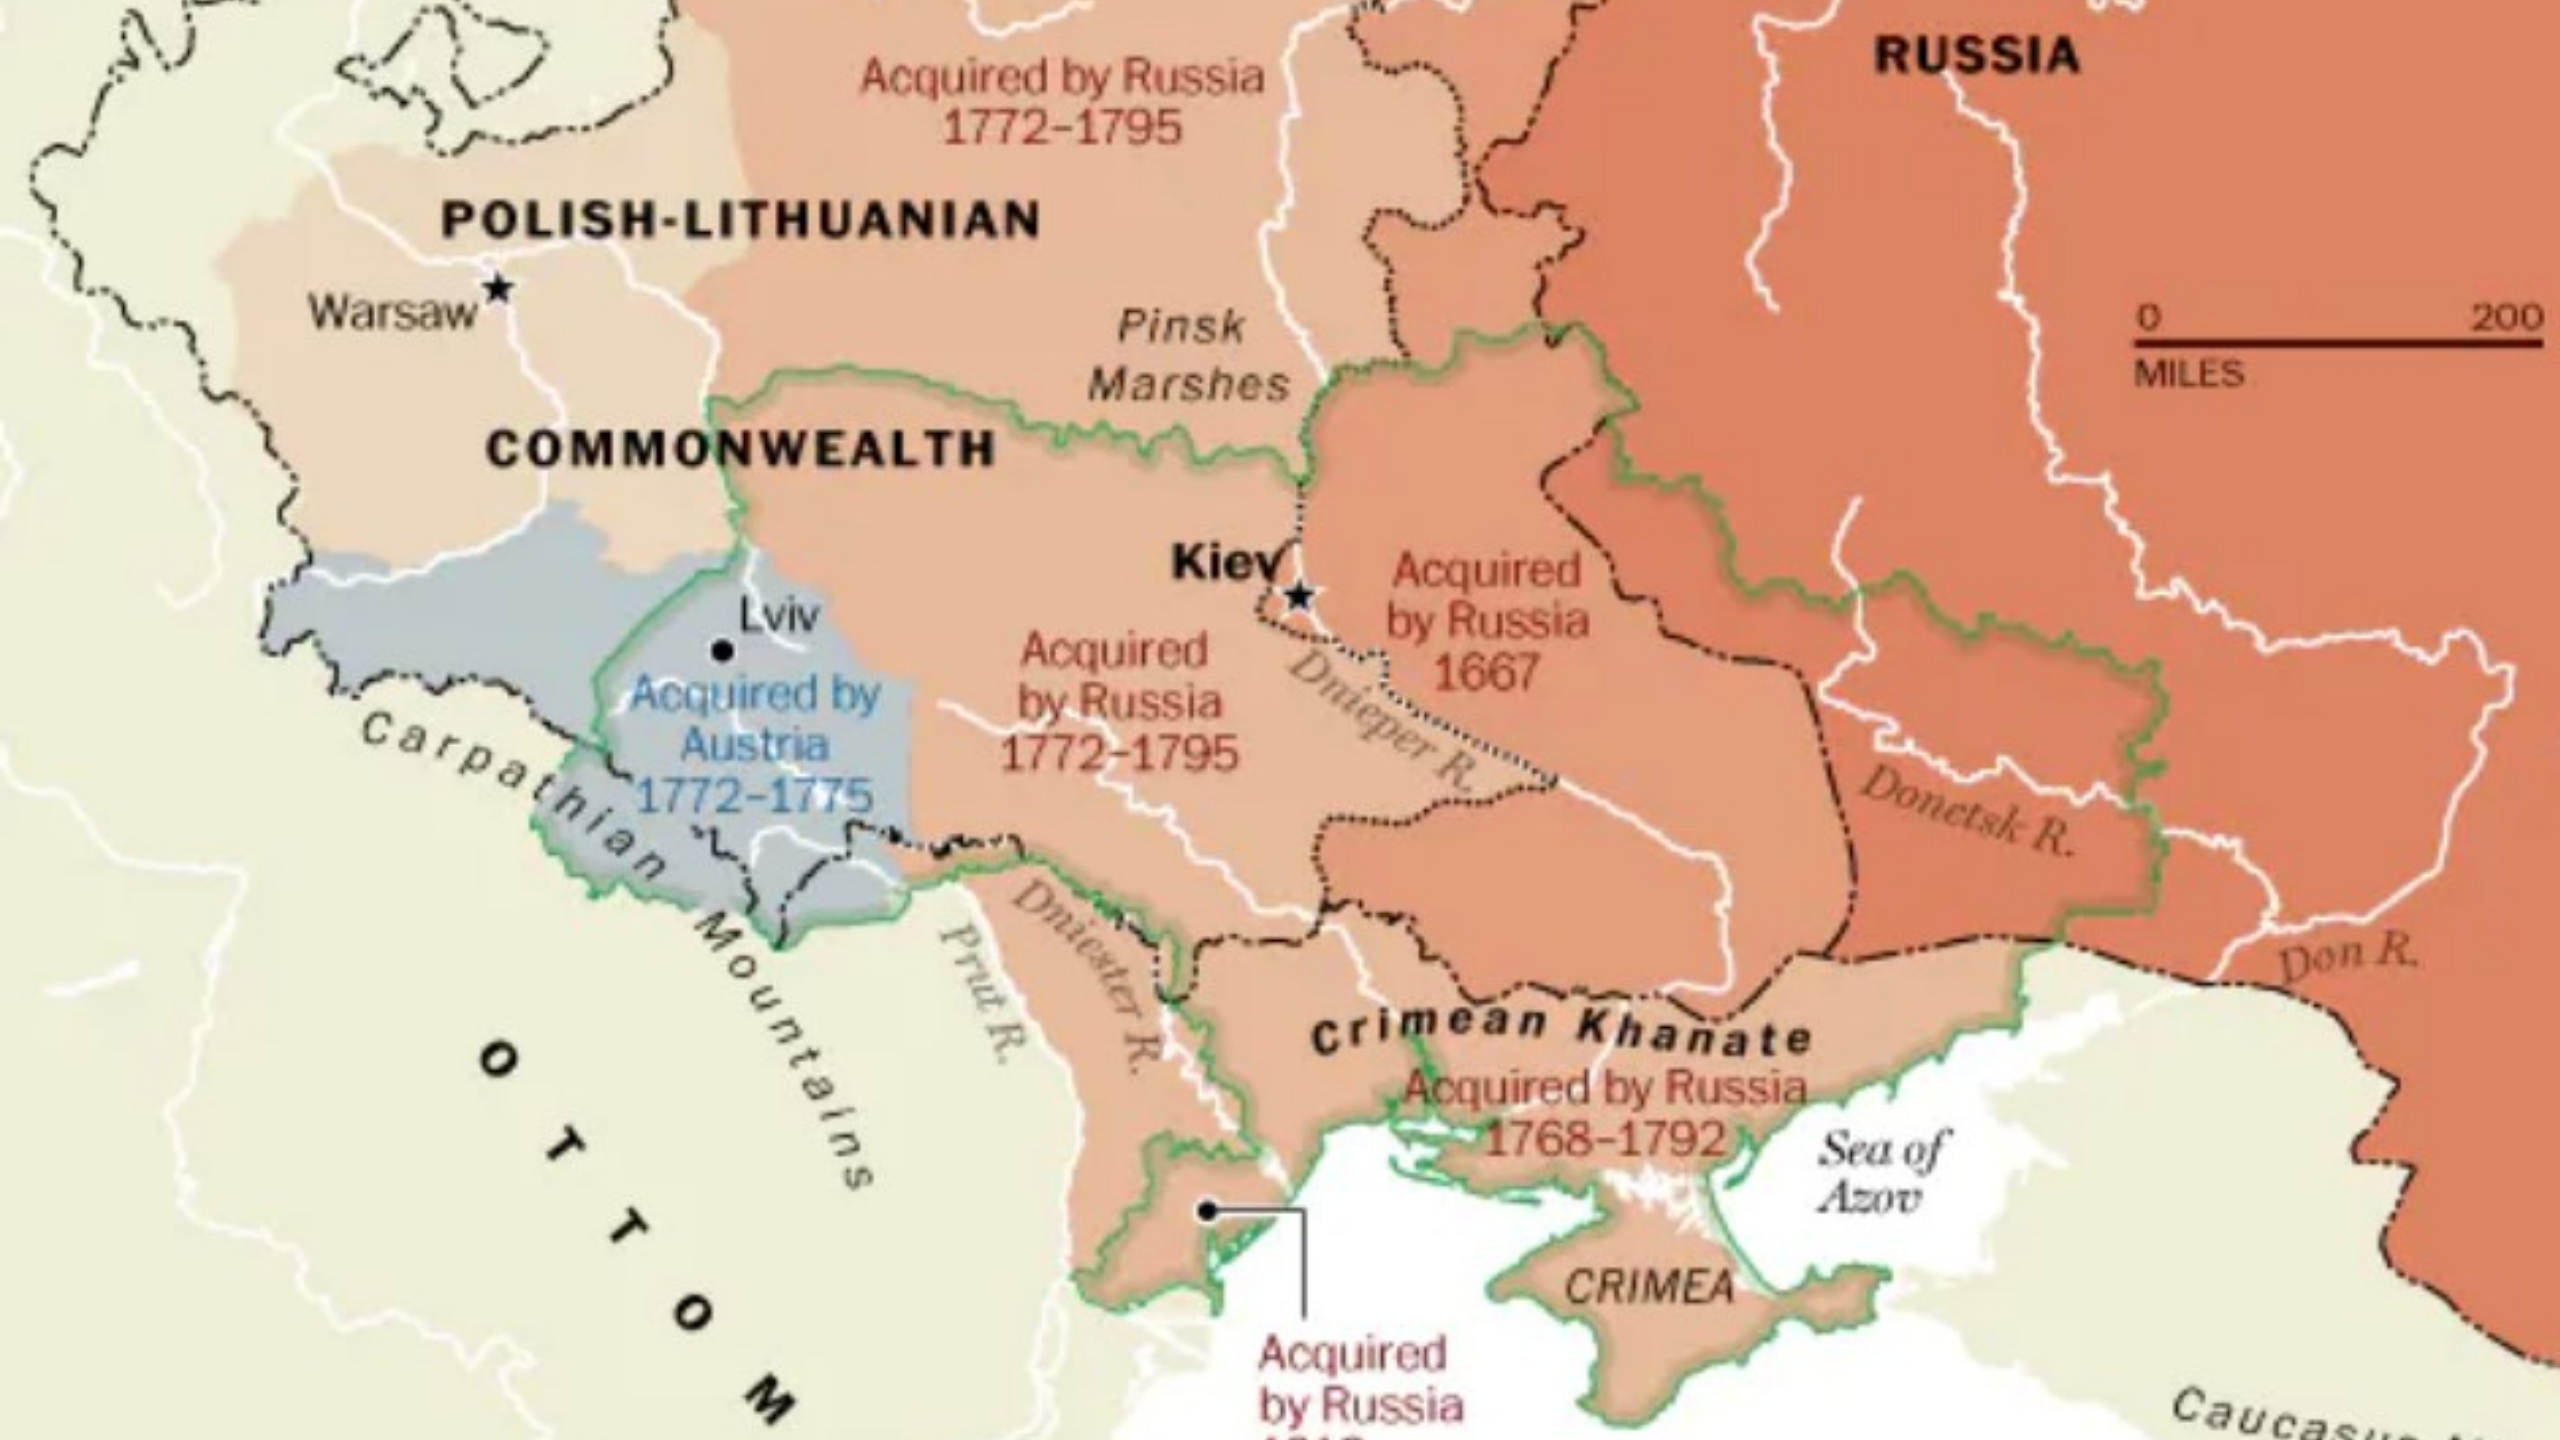 RUSSIA
Acquired by Russia
1772–1795
POLISH-LITHUANIAN
Warsaw
Pinsk
Marshes
0 200
MILES
COMMONWEALTH
Kiev
Acquired
by Russia
1667
Lviv
Acquired by
Austria
1772–1775
Acquired
by Russia
1772–1795
Dnieper R.
Donetsk R.
Carpathian Mountains
Dniester R.
Prut R.
Don R.
Crimean Khanate
Acquired by Russia
1768–1792
Sea of
Azov
CRIMEA
OTTOM
Acquired
by Russia
Caucasus